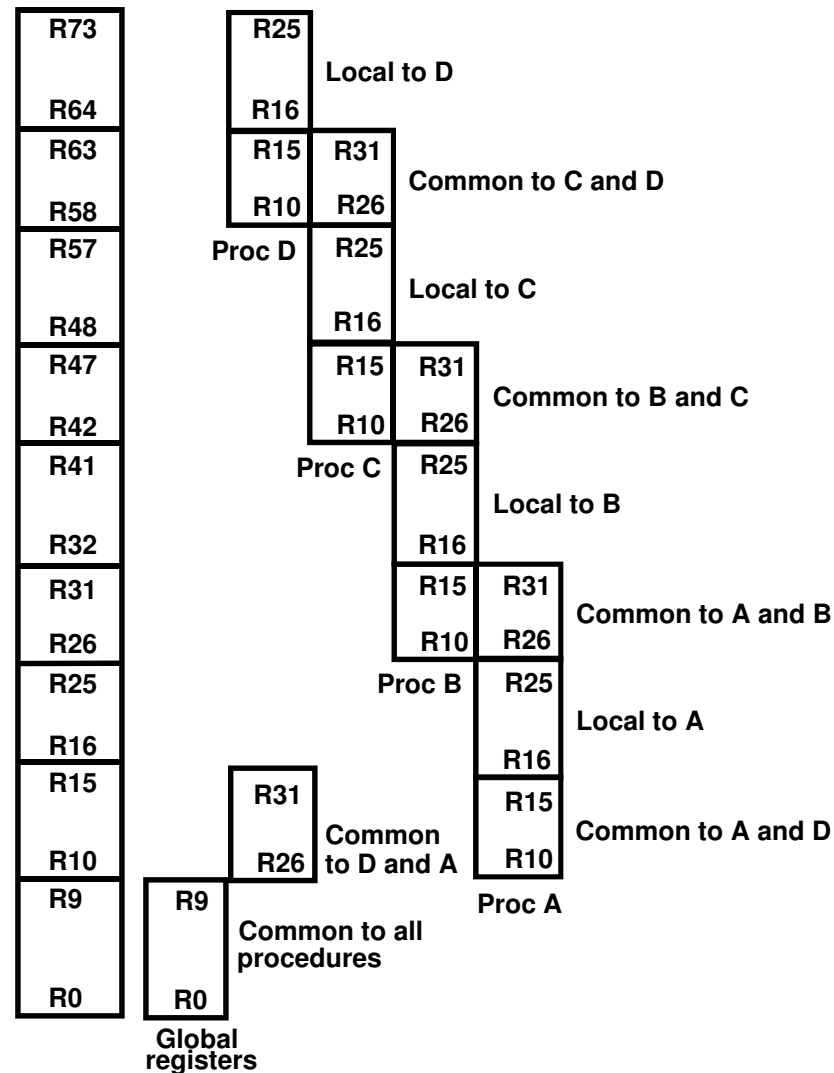 R73
R25
Local to D
R64
R16
R63
R15
R31
Common to C and D
R58
R10
R26
R57
Proc D
R25
Local to C
R48
R16
R47
R15
R31
Common to B and C
R42
R10
R26
R41
Proc C
R25
Local to B
R32
R16
R31
R15
R31
Common to A and B
R26
R10
R26
R25
Proc B
R25
Local to A
R16
R16
R15
R31
R15
Common
to D and A
Common to A and D
R10
R26
R10
R9
R9
Proc A
Common to all
procedures
R0
R0
Global
registers